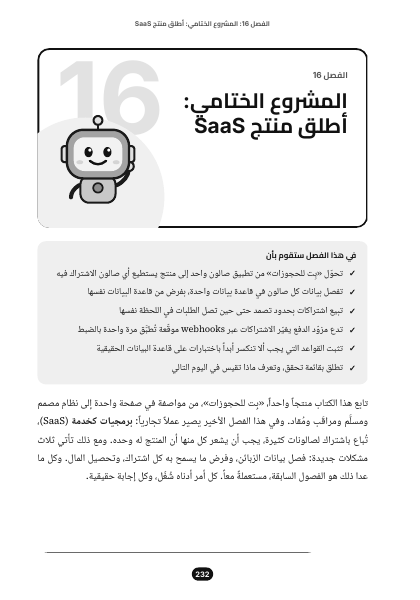 الفصل 16: المشروع الختامي: أطلق منتج SaaS
16
الفصل 16
المشروع الختامي:
أطلق منتج SaaS
في هذا الفصل ستقوم بأن
✓ تحوّل «بِت للحجوزات» من تطبيق صالون واحد إلى منتج يستطيع أي صالون الاشتراك فيه
✓ تفصل بيانات كل صالون في قاعدة بيانات واحدة، بفرض من قاعدة البيانات نفسها
✓ تبيع اشتراكات بحدود تصمد حتى حين تصل الطلبات في اللحظة نفسها
✓ تدع مزوّد الدفع يغيّر الاشتراكات عبر webhooks موقّعة تُطبَّق مرة واحدة بالضبط
✓ تثبت القواعد التي يجب ألا تنكسر أبداً باختبارات على قاعدة البيانات الحقيقية
✓ تطلق بقائمة تحقق، وتعرف ماذا تقيس في اليوم التالي
تابع هذا الكتاب منتجاً واحداً، «بِت للحجوزات»، من مواصفة في صفحة واحدة إلى نظام مصمم
ومسلَّم ومراقَب ومُقاد. وفي هذا الفصل الأخير يصير عملاً تجارياً: برمجيات كخدمة (SaaS)،
تُباع باشتراك لصالونات كثيرة، يجب أن يشعر كل منها أن المنتج له وحده. ومع ذلك تأتي ثلاث
مشكلات جديدة: فصل بيانات الزبائن، وفرض ما يسمح به كل اشتراك، وتحصيل المال. وكل ما
عدا ذلك هو الفصول السابقة، مستعملةً معاً. كل أمر أدناه شُغّل، وكل إجابة حقيقية.
232